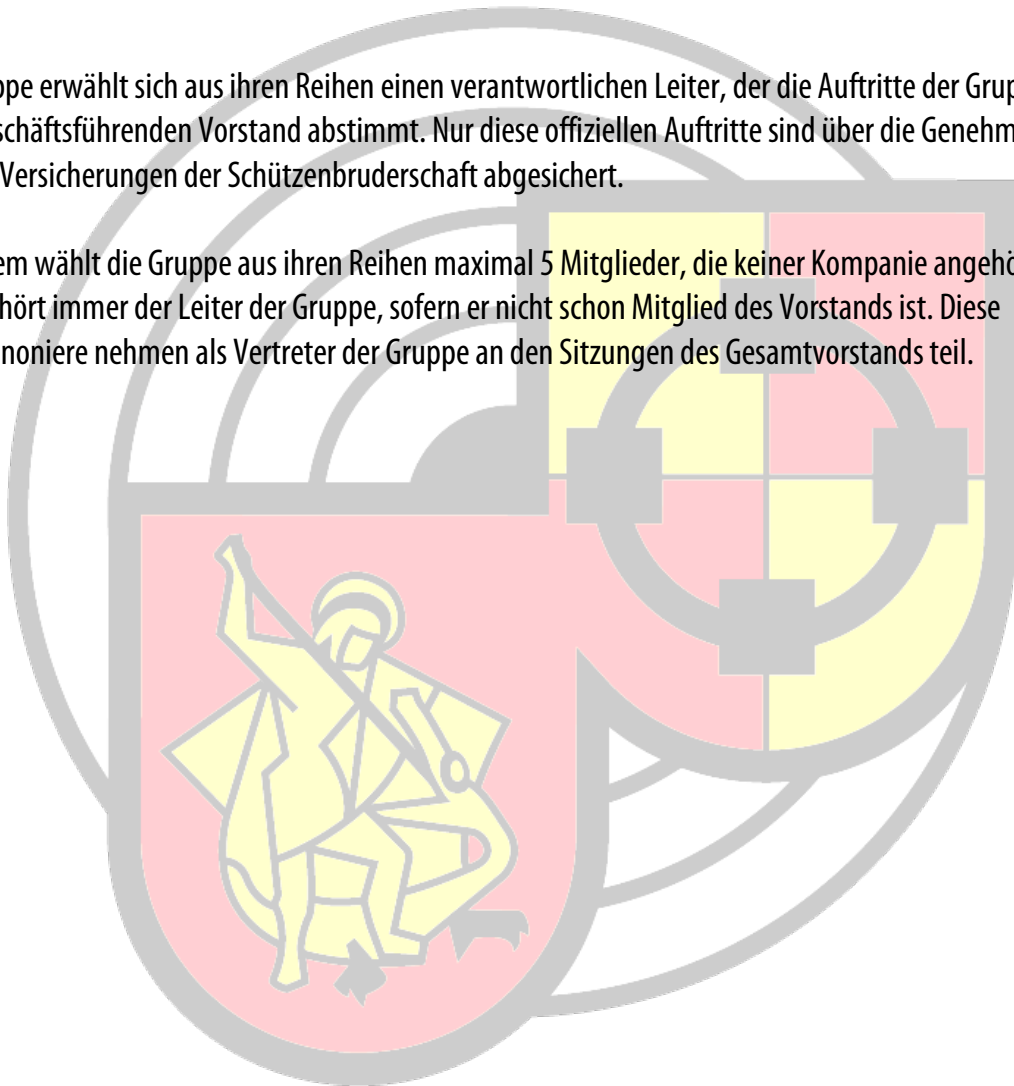 ppe erwählt sich aus ihren Reihen einen verantwortlichen Leiter, der die Auftritte der Grup
schäftsführenden Vorstand abstimmt. Nur diese offiziellen Auftritte sind über die Genehm
Versicherungen der Schützenbruderschaft abgesichert.
em wählt die Gruppe aus ihren Reihen maximal 5 Mitglieder, die keiner Kompanie angehö
hört immer der Leiter der Gruppe, sofern er nicht schon Mitglied des Vorstands ist. Diese
noniere nehmen als Vertreter der Gruppe an den Sitzungen des Gesamtvorstands teil.